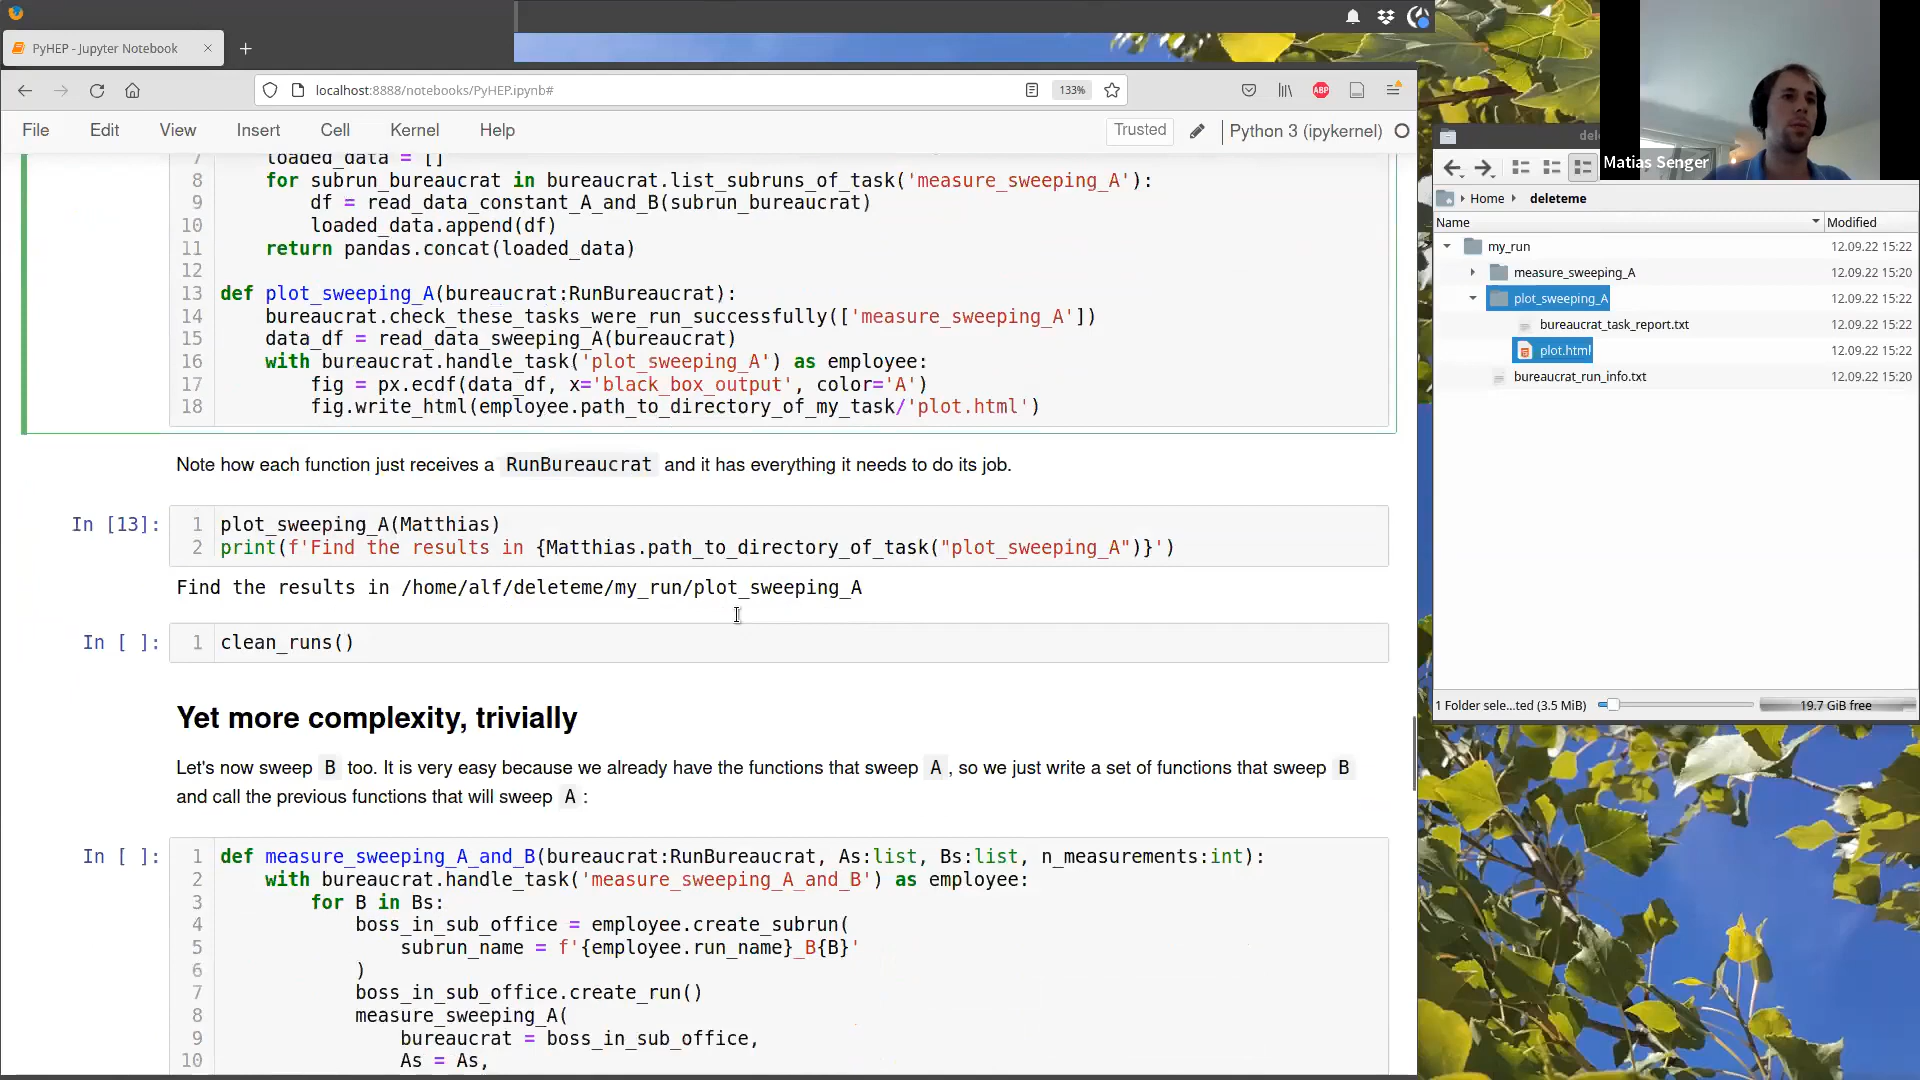 PyHEP - Jupyter Notebook
localhost:8888/notebooks/PyHEP.ipynb#
133%
ABP
File Edit View Insert Cell Kernel Help
Trusted
Python 3 (ipykernel)
7 loaded_data = []
8 for subrun_bureaucrat in bureaucrat.list_subruns_of_task('measure_sweeping_A'):
9 df = read_data_constant_A_and_B(subrun_bureaucrat)
10 loaded_data.append(df)
11 return pandas.concat(loaded_data)
12
13 def plot_sweeping_A(bureaucrat:RunBureaucrat):
14 bureaucrat.check_these_tasks_were_run_successfully(['measure_sweeping_A'])
15 data_df = read_data_sweeping_A(bureaucrat)
16 with bureaucrat.handle_task('plot_sweeping_A') as employee:
17 fig = px.ecdf(data_df, x='black_box_output', color='A')
18 fig.write_html(employee.path_to_directory_of_my_task/'plot.html')
Note how each function just receives a RunBureaucrat and it has everything it needs to do its job.
In [13]:
1 plot_sweeping_A(Matthias)
2 print(f'Find the results in {Matthias.path_to_directory_of_task("plot_sweeping_A")}')
Find the results in /home/alf/deleteme/my_run/plot_sweeping_A
In [ ]:
1 clean_runs()
Yet more complexity, trivially
Let's now sweep B too. It is very easy because we already have the functions that sweep A , so we just write a set of functions that sweep B
and call the previous functions that will sweep A :
In [ ]:
1 def measure_sweeping_A_and_B(bureaucrat:RunBureaucrat, As:list, Bs:list, n_measurements:int):
2 with bureaucrat.handle_task('measure_sweeping_A_and_B') as employee:
3 for B in Bs:
4 boss_in_sub_office = employee.create_subrun(
5 subrun_name = f'{employee.run_name}_B{B}'
6 )
7 boss_in_sub_office.create_run()
8 measure_sweeping_A(
9 bureaucrat = boss_in_sub_office,
10 As = As,
Matias Senger
Home deleteme
Name Modified
my_run 12.09.22 15:22
measure_sweeping_A 12.09.22 15:20
plot_sweeping_A 12.09.22 15:22
bureaucrat_task_report.txt 12.09.22 15:22
plot.html 12.09.22 15:22
bureaucrat_run_info.txt 12.09.22 15:20
1 Folder sele...ted (3.5 MiB)
19.7 GiB free